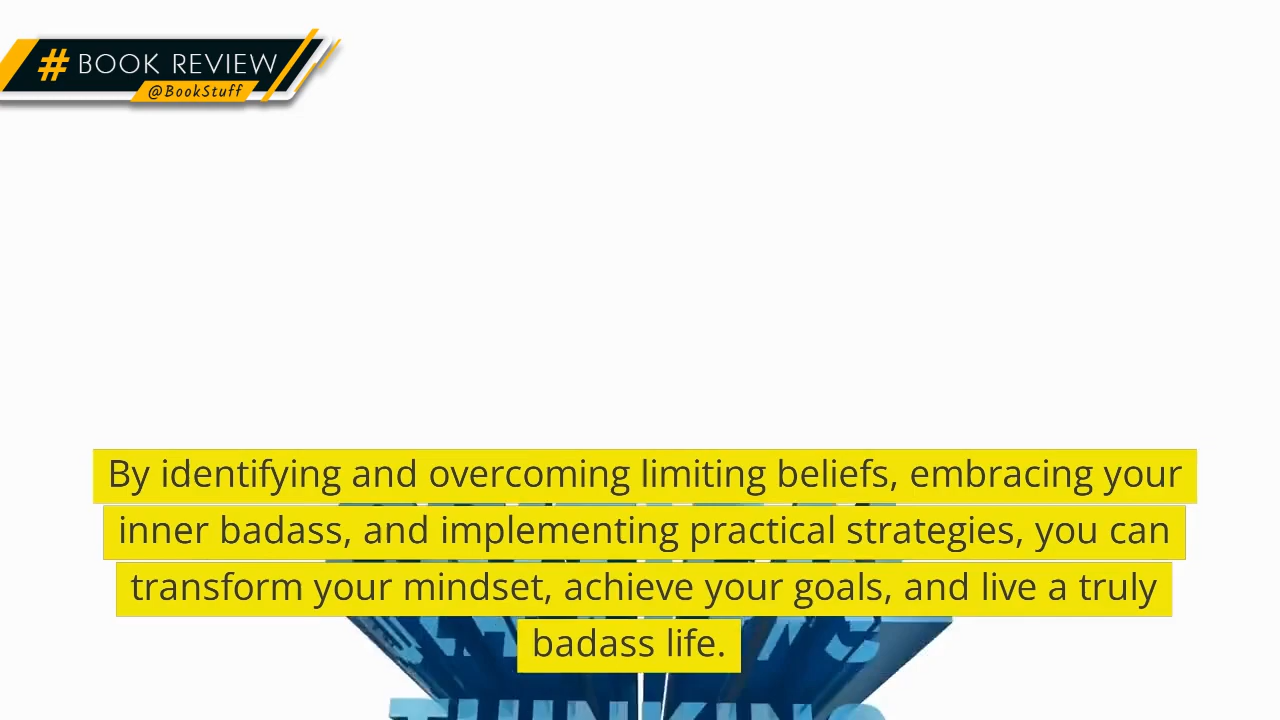 # BOOK REVIEW
@BookStuff
By identifying and overcoming limiting beliefs, embracing your
inner badass, and implementing practical strategies, you can
transform your mindset, achieve your goals, and live a truly
badass life.
THINKING